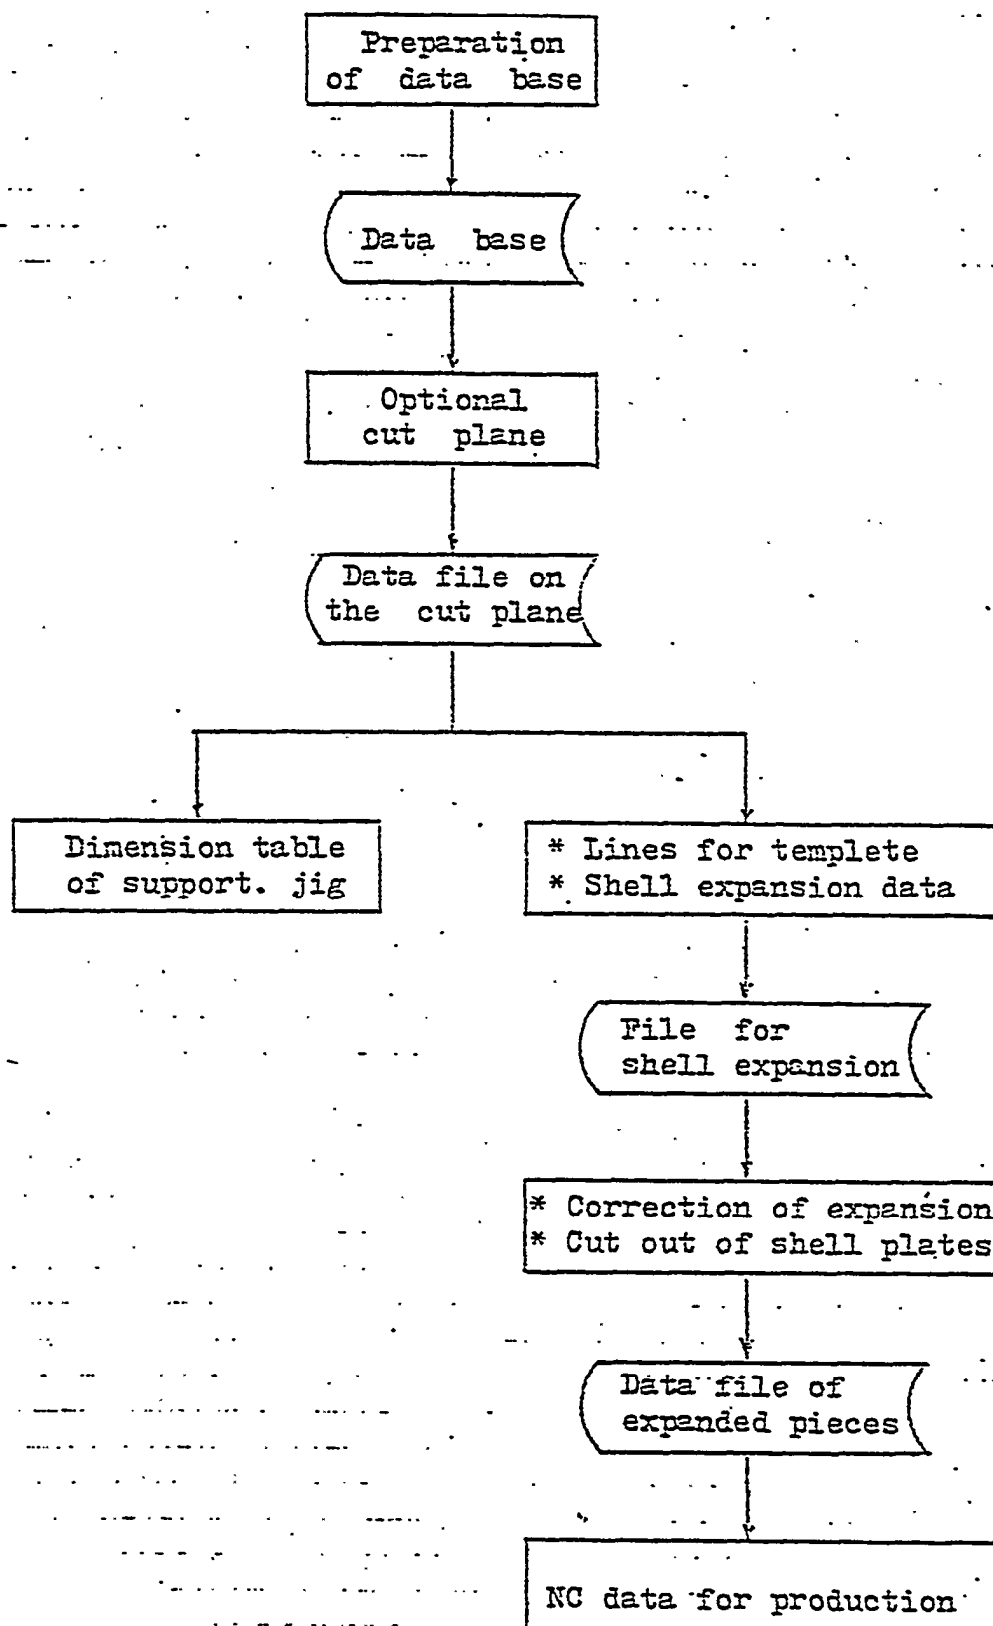 Preparation
of data base
Data base
Optional
cut plane
Data file on
the cut plane
Dimension table
of support. jig
* Lines for templete
* Shell expansion data
File for
shell expansion
* Correction of expansion
* Cut out of shell plates
Data file of
expanded pieces
NC data for production